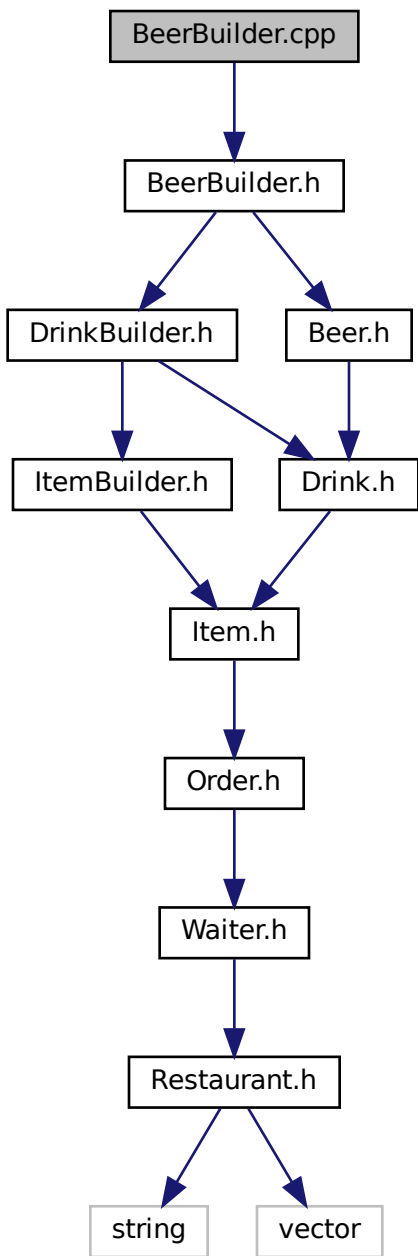 BeerBuilder.cpp
BeerBuilder.h
DrinkBuilder.h
Beer.h
ItemBuilder.h
Drink.h
Item.h
Order.h
Waiter.h
Restaurant.h
string
vector